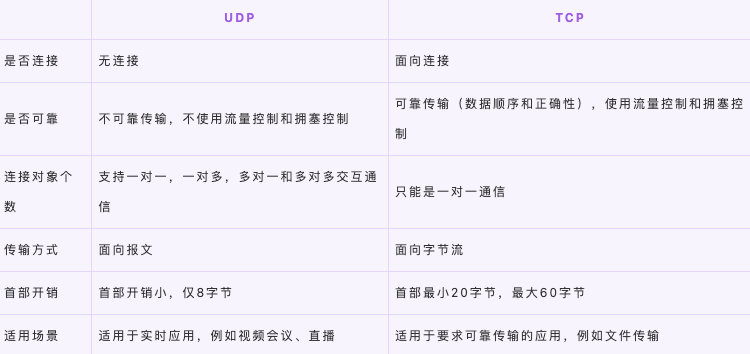 UDP TCP
是否连接 无连接 面向连接
是否可靠 不可靠传输，不使用流量控制和拥塞控制 可靠传输（数据顺序和正确性），使用流量控制和拥塞控
制
连接对象个 支持一对一，一对多，多对一和多对多交互通
数 信 只能是一对一通信
传输方式 面向报文 面向字节流
首部开销 首部开销小，仅8字节 首部最小20字节，最大60字节
适用场景 适用于实时应用，例如视频会议、直播 适用于要求可靠传输的应用，例如文件传输